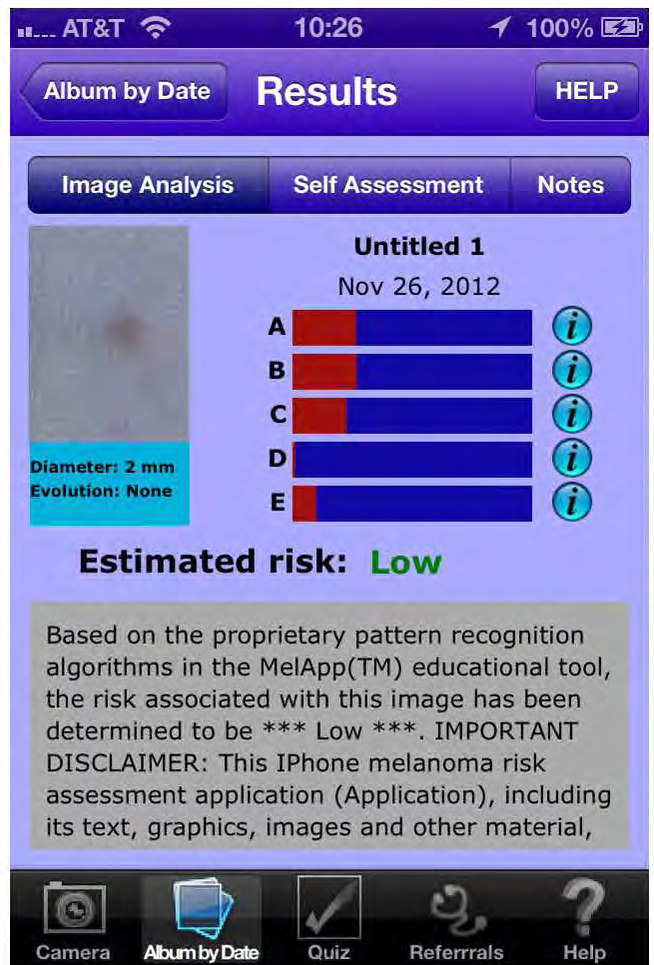 AT&T 10:26 100%
Album by Date Results HELP
Image Analysis Self Assessment Notes
Untitled 1
Nov 26, 2012
A i
B i
C i
D i
E i
Diameter: 2 mm
Evolution: None
Estimated risk: Low
Based on the proprietary pattern recognition
algorithms in the MelApp(TM) educational tool,
the risk associated with this image has been
determined to be *** Low ***. IMPORTANT
DISCLAIMER: This IPhone melanoma risk
assessment application (Application), including
its text, graphics, images and other material,
Camera Album by Date Quiz Referrrals Help